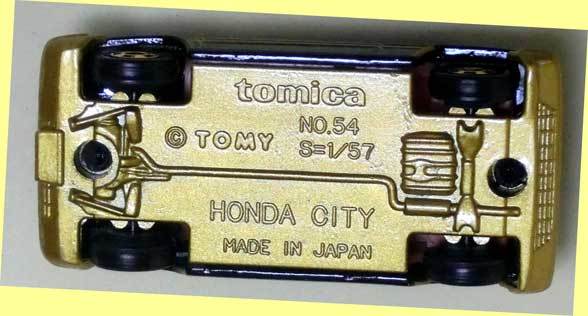 tomica
© TOMY NO.54
S=1/57
HONDA CITY
MADE IN JAPAN